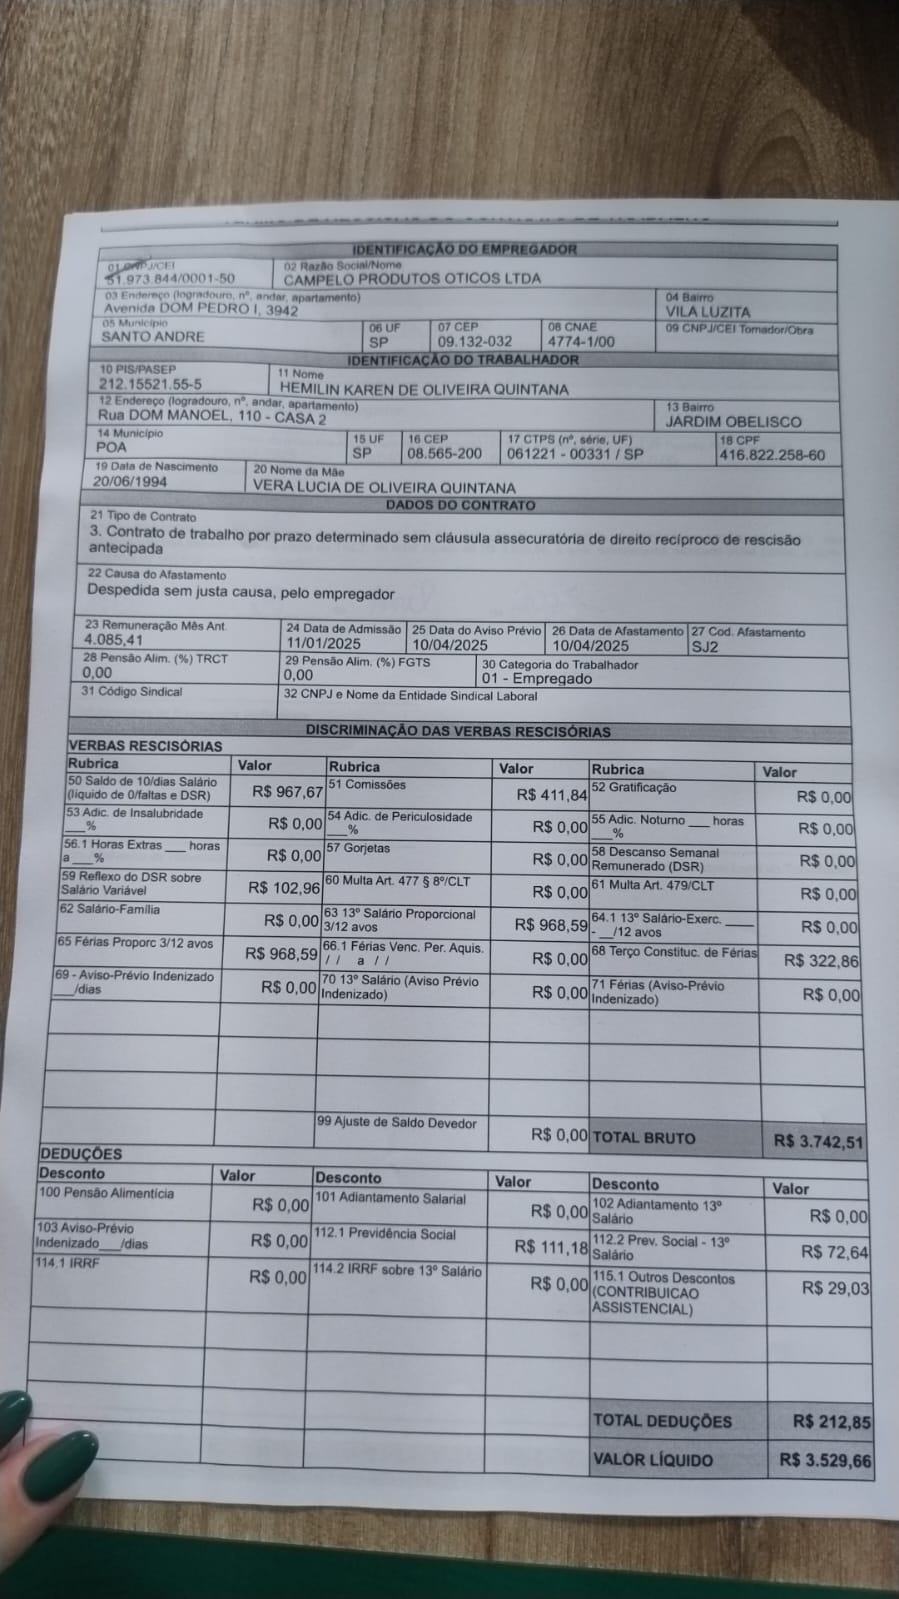 IDENTIFICAÇÃO DO EMPREGADOR
01 CNPJ/CEI
51.973.844/0001-50
02 Razão Social/Nome
CAMPELO PRODUTOS OTICOS LTDA
03 Endereço (logradouro, nº, andar, apartamento)
Avenida DOM PEDRO I, 3942
04 Bairro
VILA LUZITA
05 Município
SANTO ANDRE
06 UF
SP
07 CEP
09.132-032
08 CNAE
4774-1/00
09 CNPJ/CEI Tomador/Obra
IDENTIFICAÇÃO DO TRABALHADOR
10 PIS/PASEP
212.15521.55-5
11 Nome
HEMILIN KAREN DE OLIVEIRA QUINTANA
12 Endereço (logradouro, nº, andar, apartamento)
Rua DOM MANOEL, 110 - CASA 2
13 Bairro
JARDIM OBELISCO
14 Município
POA
15 UF
SP
16 CEP
08.565-200
17 CTPS (nº, série, UF)
061221 - 00331 / SP
18 CPF
416.822.258-60
19 Data de Nascimento
20/06/1994
20 Nome da Mãe
VERA LUCIA DE OLIVEIRA QUINTANA
DADOS DO CONTRATO
21 Tipo de Contrato
3. Contrato de trabalho por prazo determinado sem cláusula assecuratória de direito recíproco de rescisão
antecipada
22 Causa do Afastamento
Despedida sem justa causa, pelo empregador
23 Remuneração Mês Ant.
4.085,41
24 Data de Admissão
11/01/2025
25 Data do Aviso Prévio
10/04/2025
26 Data de Afastamento
10/04/2025
27 Cod. Afastamento
SJ2
28 Pensão Alim. (%) TRCT
0,00
29 Pensão Alim. (%) FGTS
0,00
30 Categoria do Trabalhador
01 - Empregado
31 Código Sindical
32 CNPJ e Nome da Entidade Sindical Laboral
DISCRIMINAÇÃO DAS VERBAS RESCISÓRIAS
VERBAS RESCISÓRIAS
Rubrica Valor Rubrica Valor Rubrica Valor
50 Saldo de 10/dias Salário
(líquido de 0/faltas e DSR)
R$ 967,67
51 Comissões
R$ 411,84
52 Gratificação
R$ 0,00
53 Adic. de Insalubridade
___%
R$ 0,00
54 Adic. de Periculosidade
___%
R$ 0,00
55 Adic. Noturno ___ horas
___%
R$ 0,00
56.1 Horas Extras ___ horas
a ___%
R$ 0,00
57 Gorjetas
R$ 0,00
58 Descanso Semanal
Remunerado (DSR)
R$ 0,00
59 Reflexo do DSR sobre
Salário Variável
R$ 102,96
60 Multa Art. 477 § 8º/CLT
R$ 0,00
61 Multa Art. 479/CLT
R$ 0,00
62 Salário-Família
R$ 0,00
63 13º Salário Proporcional
3/12 avos
R$ 968,59
64.1 13º Salário-Exerc. ____
- __/12 avos
R$ 0,00
65 Férias Proporc 3/12 avos
R$ 968,59
66.1 Férias Venc. Per. Aquis.
/ / a / /
R$ 0,00
68 Terço Constituc. de Férias
R$ 322,86
69 - Aviso-Prévio Indenizado
___/dias
R$ 0,00
70 13º Salário (Aviso Prévio
Indenizado)
R$ 0,00
71 Férias (Aviso-Prévio
Indenizado)
R$ 0,00
99 Ajuste de Saldo Devedor
R$ 0,00
TOTAL BRUTO
R$ 3.742,51
DEDUÇÕES
Desconto Valor Desconto Valor Desconto Valor
100 Pensão Alimentícia
R$ 0,00
101 Adiantamento Salarial
R$ 0,00
102 Adiantamento 13º
Salário
R$ 0,00
103 Aviso-Prévio
Indenizado___/dias
R$ 0,00
112.1 Previdência Social
R$ 111,18
112.2 Prev. Social - 13º
Salário
R$ 72,64
114.1 IRRF
R$ 0,00
114.2 IRRF sobre 13º Salário
R$ 0,00
115.1 Outros Descontos
(CONTRIBUICAO
ASSISTENCIAL)
R$ 29,03
TOTAL DEDUÇÕES
R$ 212,85
VALOR LÍQUIDO
R$ 3.529,66